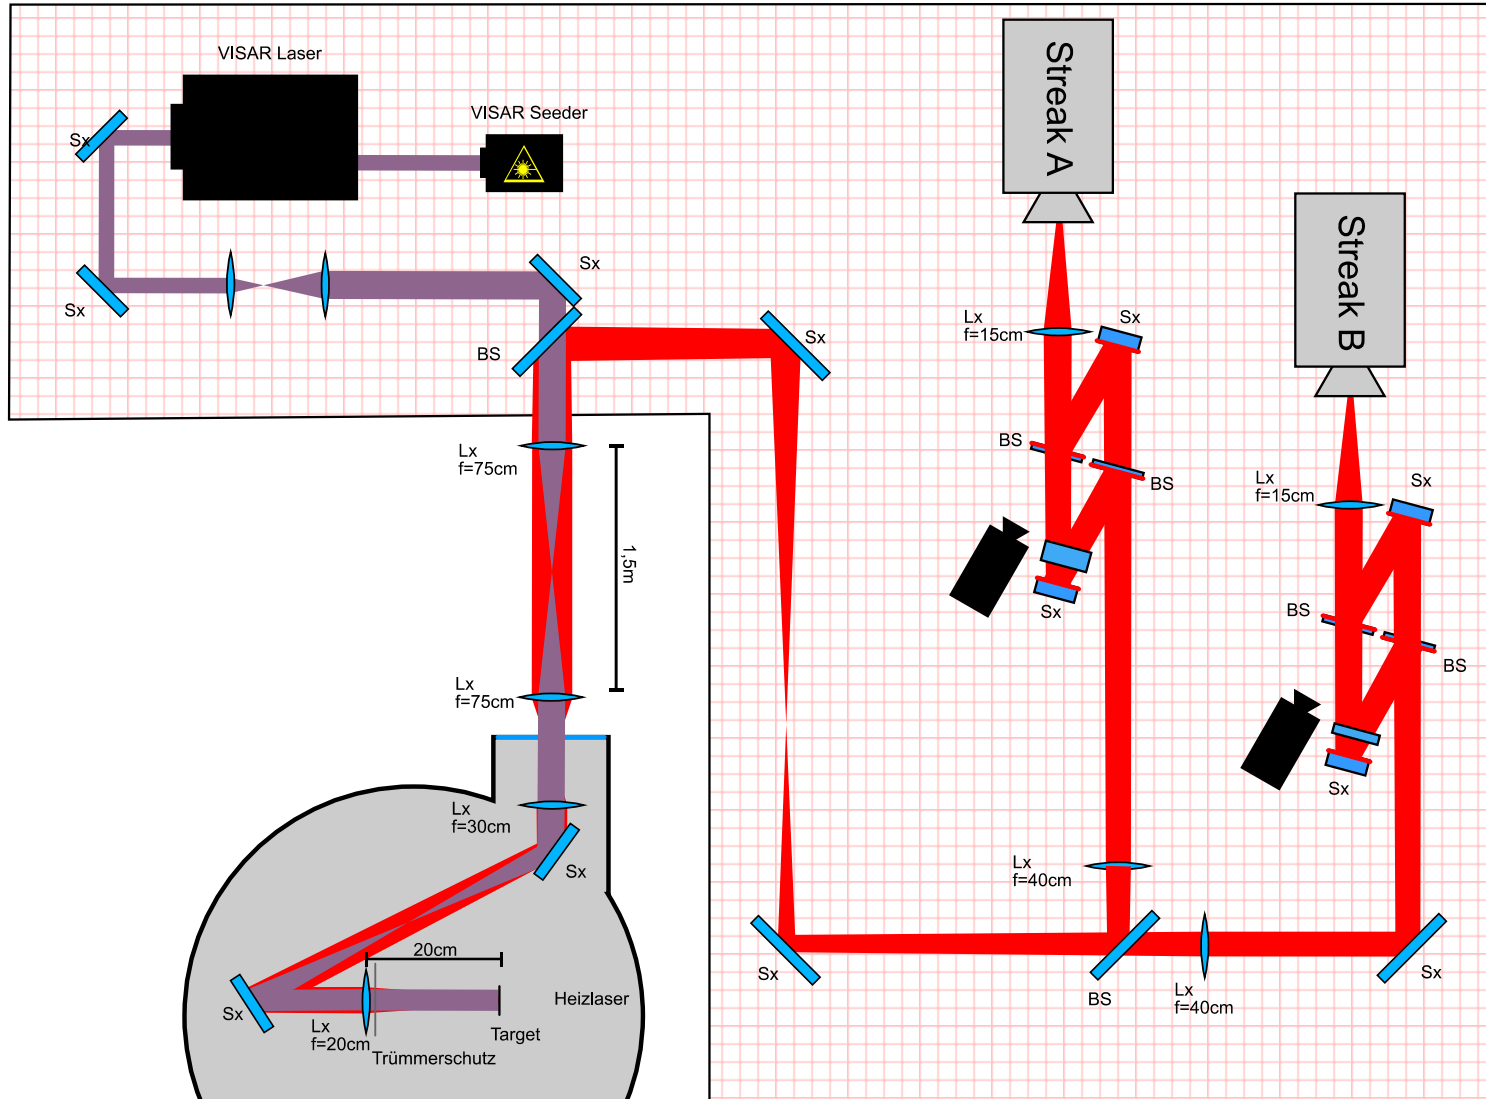 VISAR Laser
VISAR Seeder
Sx
Sx
Sx
BS
Sx
Lx
f=75cm
1,5m
Lx
f=75cm
Lx
f=30cm
Sx
20cm
Sx
Lx
f=20cm
Trümmerschutz
Target
Heizlaser
Streak A
Lx
f=15cm
Sx
BS
BS
Sx
Streak B
Lx
f=15cm
Sx
BS
BS
Sx
Lx
f=40cm
Sx
BS
Lx
f=40cm
Sx